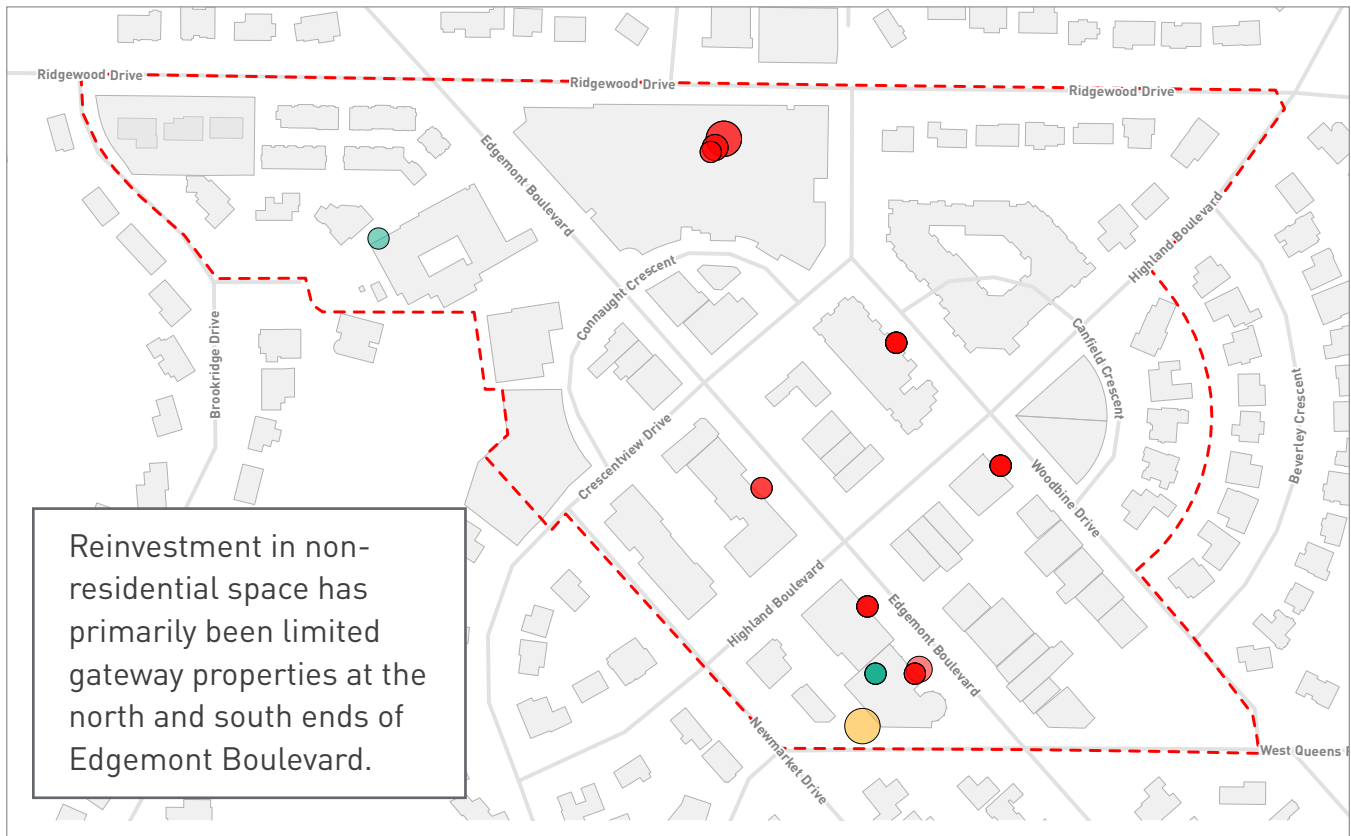 Ridgewood Drive
Ridgewood Drive
Ridgewood Drive
Edgemont Boulevard
Highland Boulevard
Connaught Crescent
Canfield Crescent
Brookridge Drive
Beverley Crescent
Crescentview Drive
Woodbine Drive
Highland Boulevard
Edgemont Boulevard
Newmarket Drive
West Queens R
Reinvestment in non-
residential space has
primarily been limited
gateway properties at the
north and south ends of
Edgemont Boulevard.